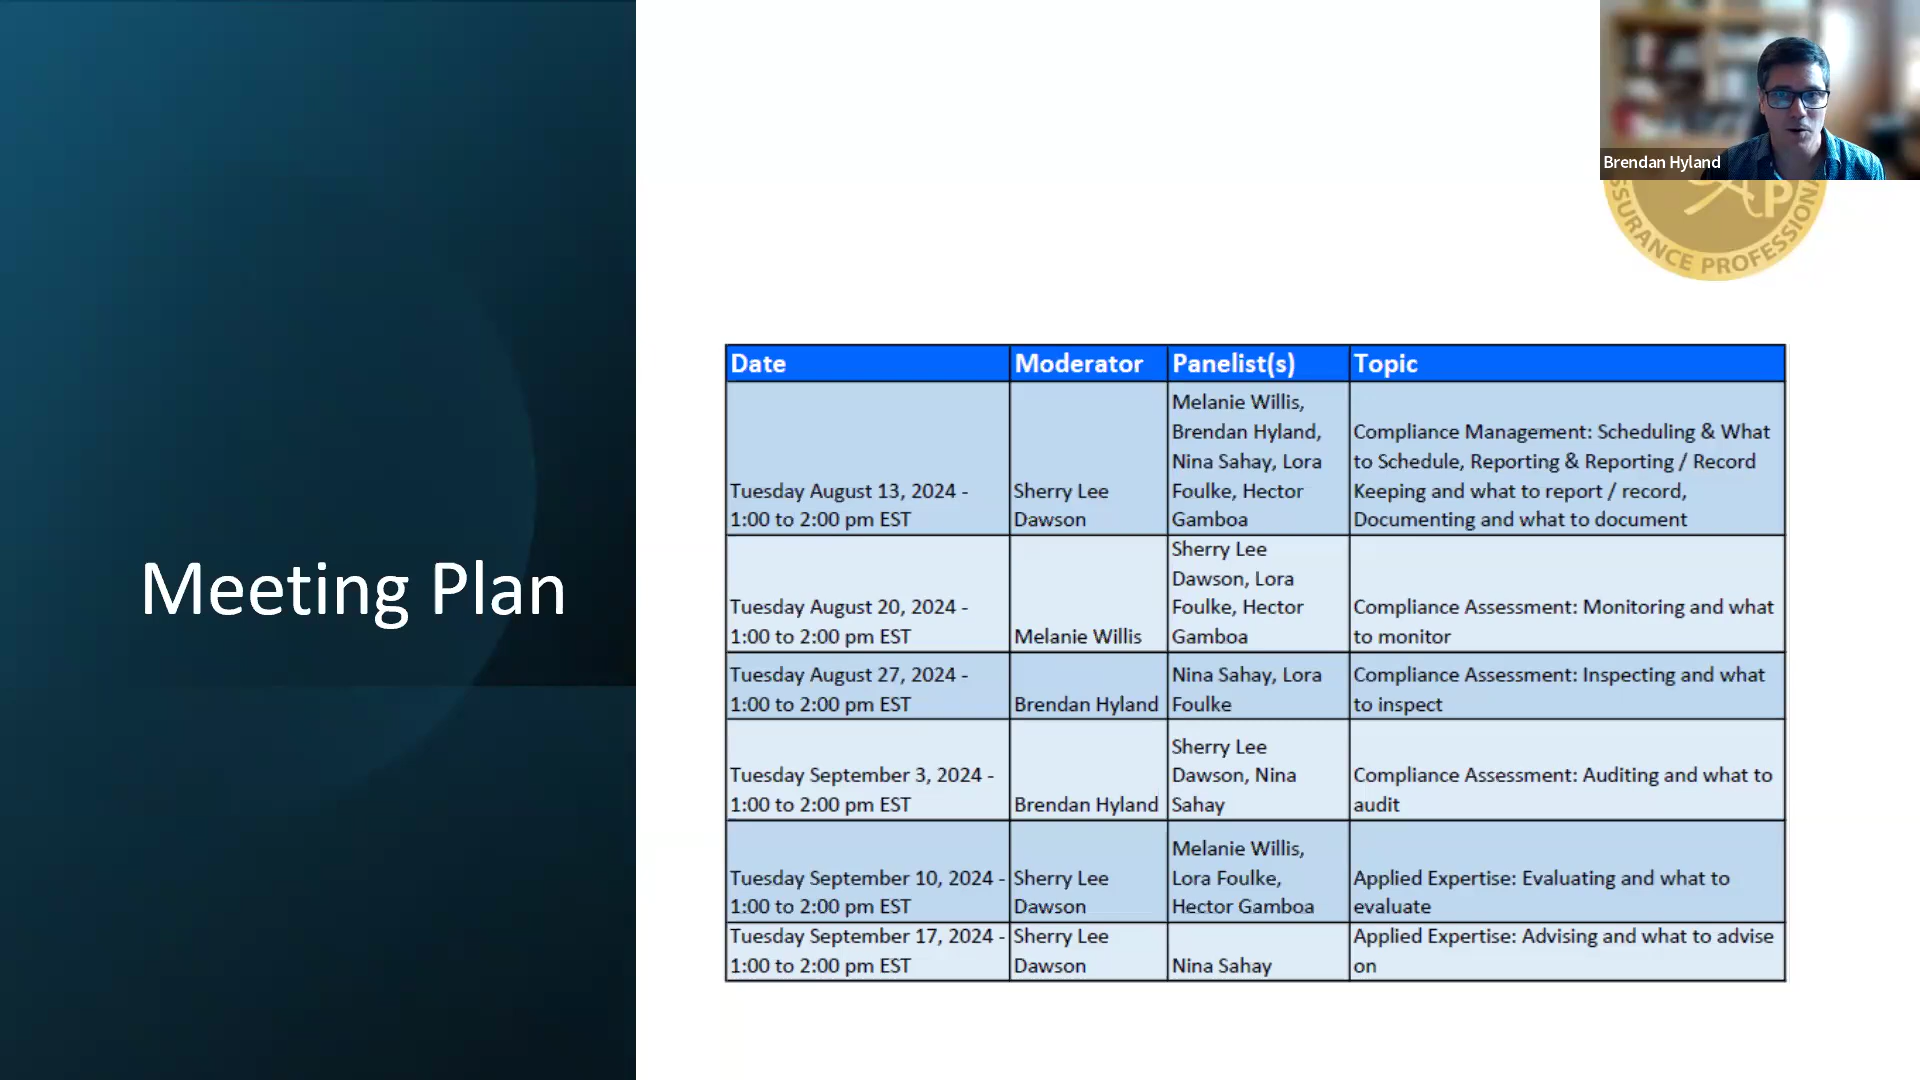 Brendan Hyland
SSURANCE PROFESSIONA
AP
Meeting Plan
Date Moderator Panelist(s) Topic
Tuesday August 13, 2024 -
1:00 to 2:00 pm EST
Sherry Lee
Dawson
Melanie Willis,
Brendan Hyland,
Nina Sahay, Lora
Foulke, Hector
Gamboa
Compliance Management: Scheduling & What
to Schedule, Reporting & Reporting / Record
Keeping and what to report / record,
Documenting and what to document
Tuesday August 20, 2024 -
1:00 to 2:00 pm EST
Melanie Willis
Sherry Lee
Dawson, Lora
Foulke, Hector
Gamboa
Compliance Assessment: Monitoring and what
to monitor
Tuesday August 27, 2024 -
1:00 to 2:00 pm EST
Brendan Hyland
Nina Sahay, Lora
Foulke
Compliance Assessment: Inspecting and what
to inspect
Tuesday September 3, 2024 -
1:00 to 2:00 pm EST
Brendan Hyland
Sherry Lee
Dawson, Nina
Sahay
Compliance Assessment: Auditing and what to
audit
Tuesday September 10, 2024 -
1:00 to 2:00 pm EST
Sherry Lee
Dawson
Melanie Willis,
Lora Foulke,
Hector Gamboa
Applied Expertise: Evaluating and what to
evaluate
Tuesday September 17, 2024 -
1:00 to 2:00 pm EST
Sherry Lee
Dawson
Nina Sahay
Applied Expertise: Advising and what to advise
on